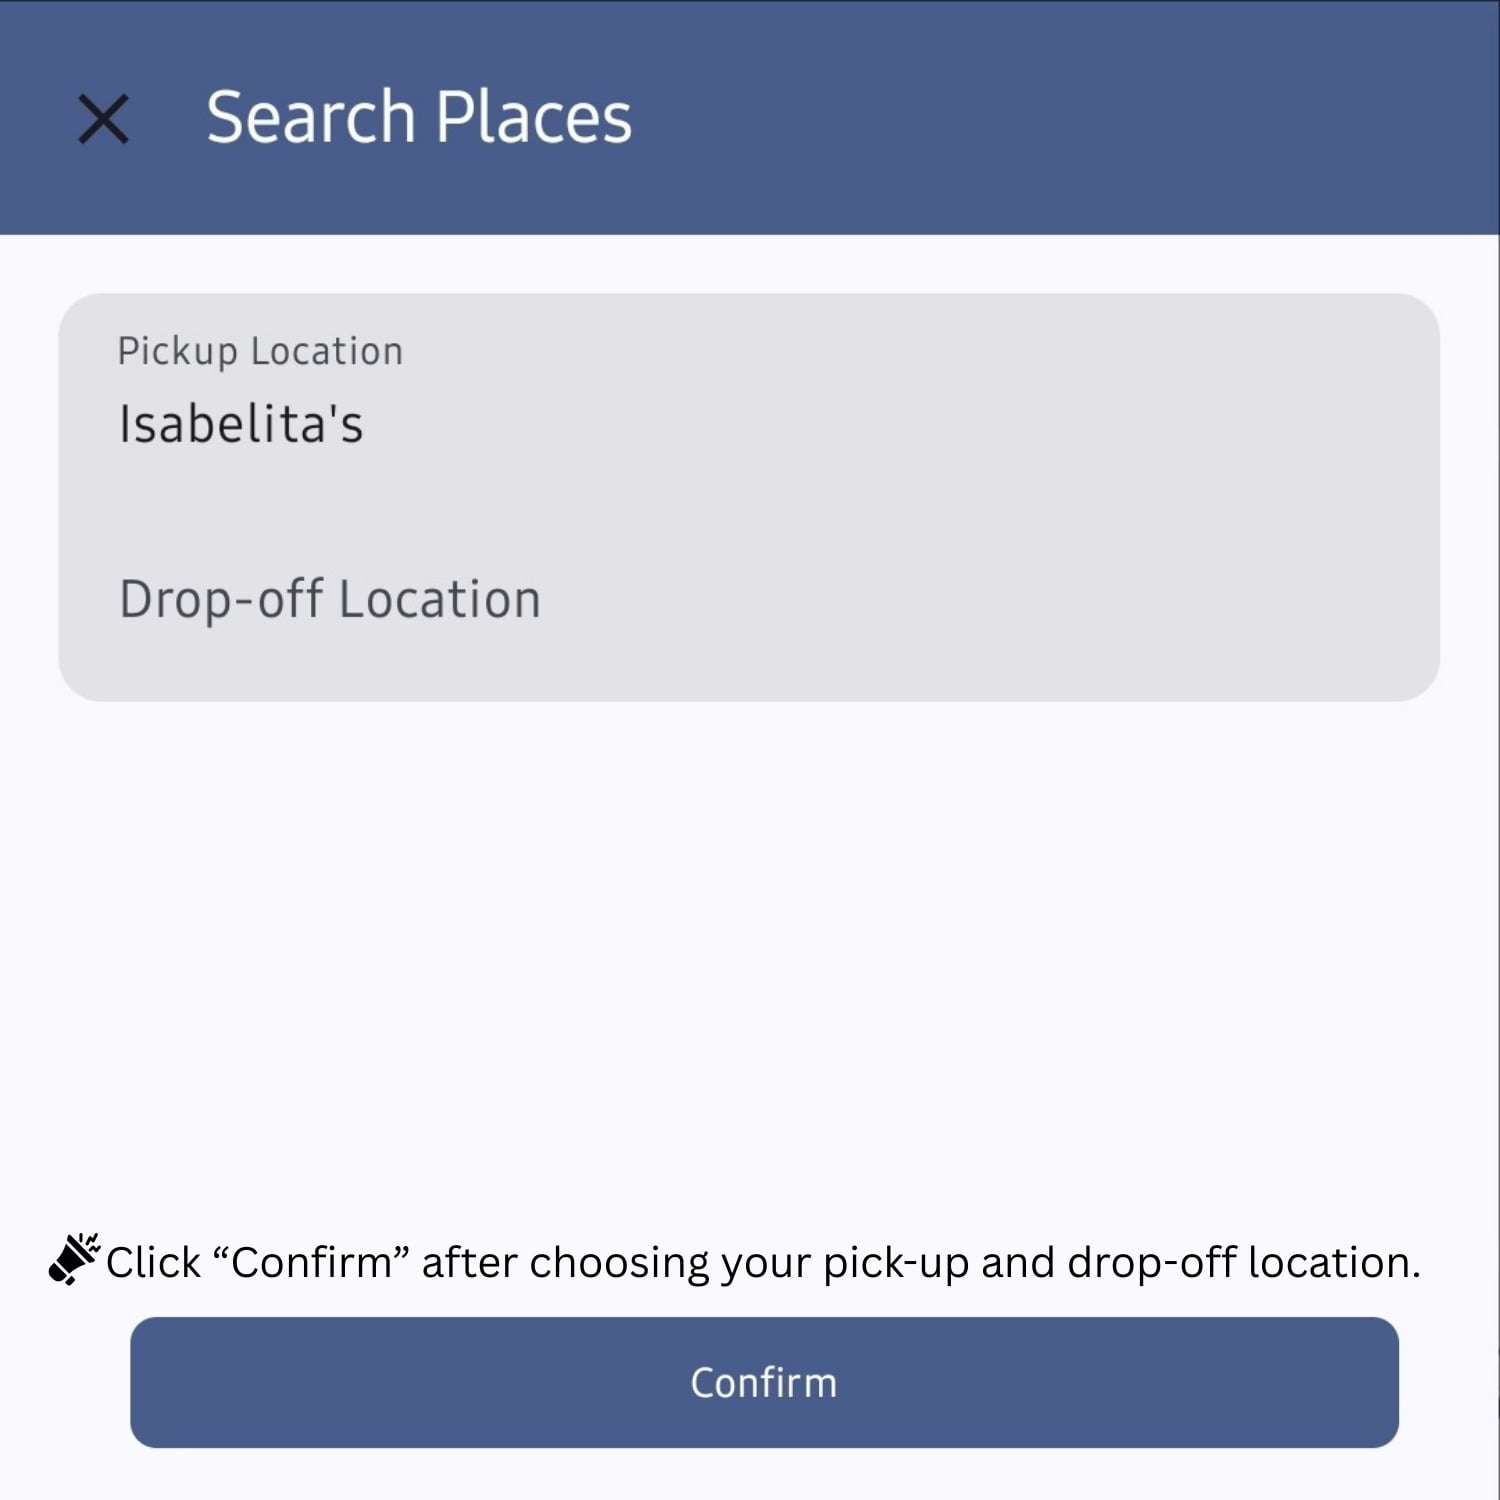 Search Places
Pickup Location
Isabelita's
Drop-off Location
Click “Confirm” after choosing your pick-up and drop-off location.
Confirm